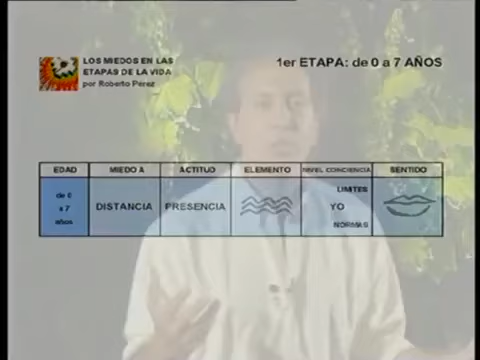 LOS MIEDOS EN LAS
ETAPAS DE LA VIDA
por Roberto Pérez
1er ETAPA: de 0 a 7 AÑOS
EDAD MIEDO A ACTITUD ELEMENTO NIVEL CONCIENCIA SENTIDO
de 0
a 7
años
DISTANCIA
PRESENCIA
LIMITES
YO
NORMAS